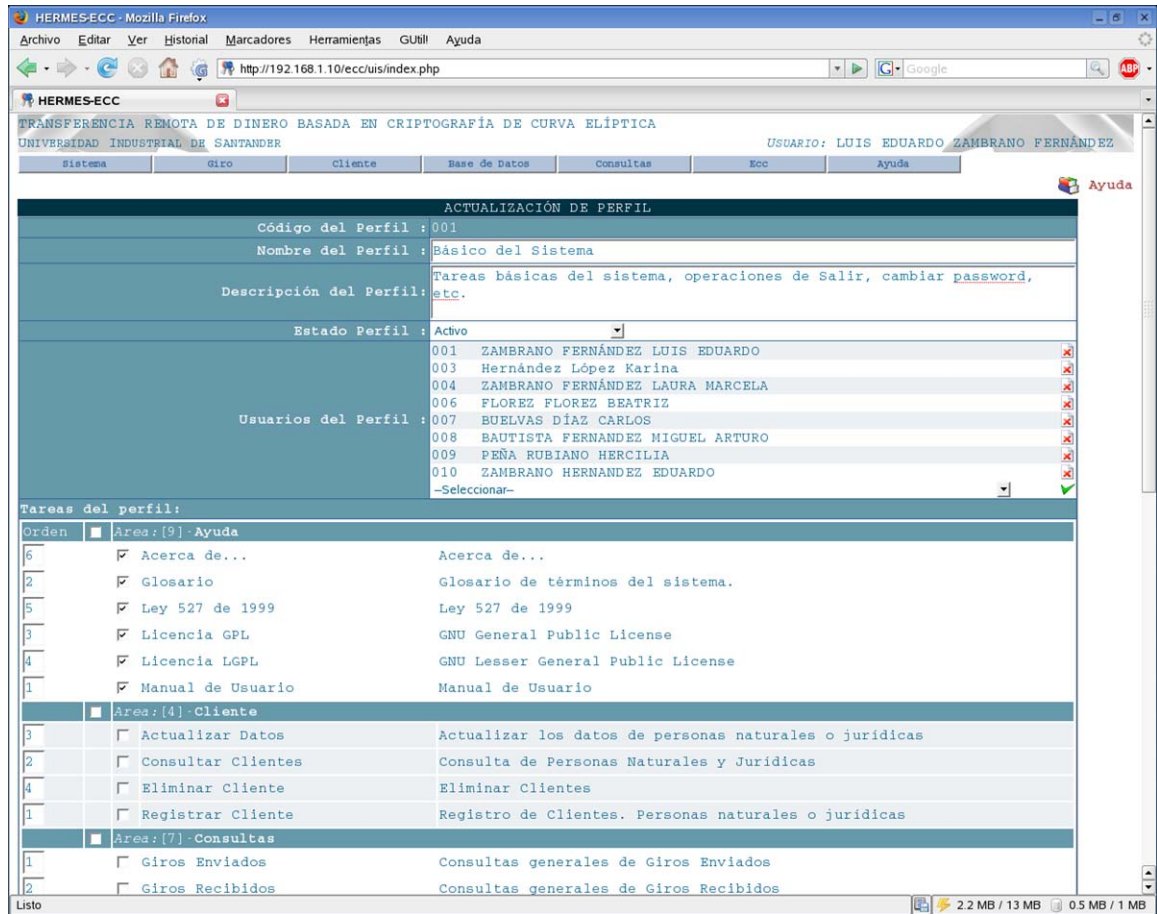 HERMES-ECC - Mozilla Firefox
Archivo Editar Ver Historial Marcadores Herramientas GUtil! Ayuda
http://192.168.1.10/ecc/uis/index.php
G Google
ABP
HERMES-ECC
TRANSFERENCIA REMOTA DE DINERO BASADA EN CRIPTOGRAFÍA DE CURVA ELÍPTICA
UNIVERSIDAD INDUSTRIAL DE SANTANDER USUARIO: LUIS EDUARDO ZAMBRANO FERNÁNDEZ
Sistema Giro Cliente Base de Datos Consultas Ecc Ayuda
Ayuda
ACTUALIZACIÓN DE PERFIL
Código del Perfil : 001
Nombre del Perfil : Básico del Sistema
Descripción del Perfil: Tareas básicas del sistema, operaciones de Salir, cambiar password,
etc.
Estado Perfil : Activo
Usuarios del Perfil :
001 ZAMBRANO FERNÁNDEZ LUIS EDUARDO
003 Hernández López Karina
004 ZAMBRANO FERNÁNDEZ LAURA MARCELA
006 FLOREZ FLOREZ BEATRIZ
007 BUELVAS DÍAZ CARLOS
008 BAUTISTA FERNANDEZ MIGUEL ARTURO
009 PEÑA RUBIANO HERCILIA
010 ZAMBRANO HERNANDEZ EDUARDO
--Seleccionar--
Tareas del perfil:
Orden Area:[9]-Ayuda
6 Acerca de... Acerca de...
2 Glosario Glosario de términos del sistema.
5 Ley 527 de 1999 Ley 527 de 1999
3 Licencia GPL GNU General Public License
4 Licencia LGPL GNU Lesser General Public License
1 Manual de Usuario Manual de Usuario
Area:[4]-Cliente
3 Actualizar Datos Actualizar los datos de personas naturales o jurídicas
2 Consultar Clientes Consulta de Personas Naturales y Jurídicas
4 Eliminar Cliente Eliminar Clientes
1 Registrar Cliente Registro de Clientes. Personas naturales o jurídicas
Area:[7]-Consultas
1 Giros Enviados Consultas generales de Giros Enviados
2 Giros Recibidos Consultas generales de Giros Recibidos
Listo 2.2 MB / 13 MB 0.5 MB / 1 MB